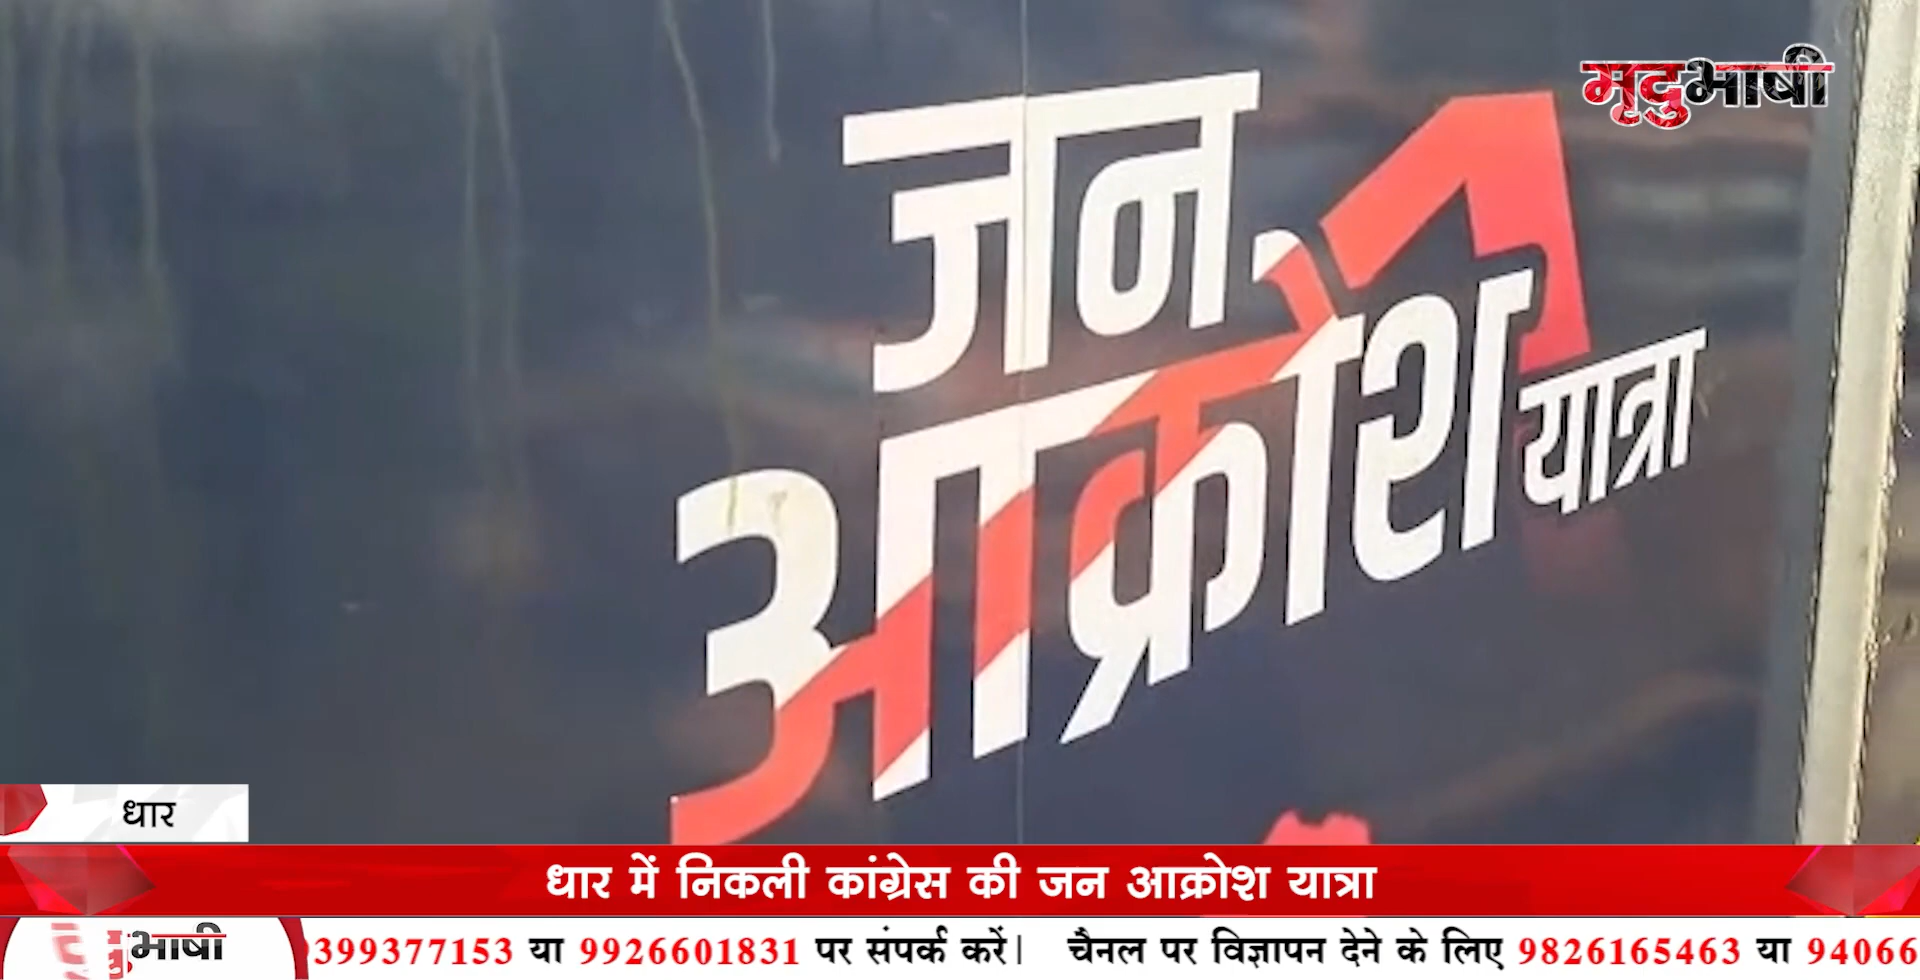 मृदुभाषी
जन
आक्रोश यात्रा
धार
धार में निकली कांग्रेस की जन आक्रोश यात्रा
मृदुभाषी
399377153 या 9926601831 पर संपर्क करें। चैनल पर विज्ञापन देने के लिए 9826165463 या 94066